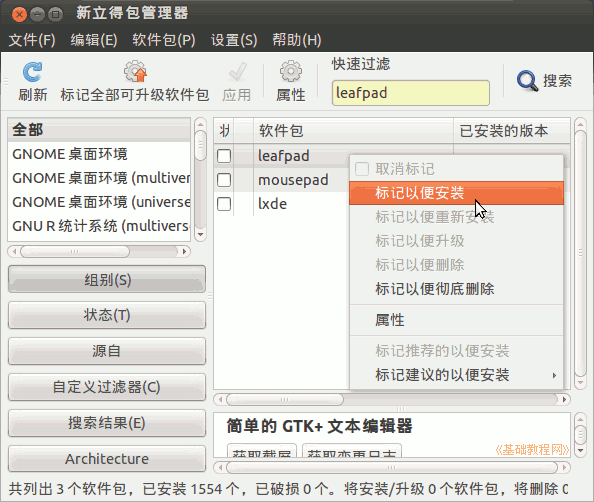 新立得包管理器
文件(F) 编辑(E) 软件包(P) 设置(S) 帮助(H)
快速过滤
刷新 标记全部可升级软件包 应用 属性 leafpad 搜索
全部
GNOME 桌面环境
GNOME 桌面环境 (multiver
GNOME 桌面环境 (universe
GNU R 统计系统 (multivers
组别(S)
状态(T)
源自
自定义过滤器(C)
搜索结果(E)
Architecture
软件包 已安装的版本
leafpad
mousepad
lxde
取消标记
标记以便安装
标记以便重新安装
标记以便升级
标记以便删除
标记以便彻底删除
属性
标记推荐的以便安装
标记建议的以便安装
简单的 GTK+ 文本编辑器
获取截屏 获取变更日志
《基础教程网》
共列出 3 个软件包，已安装 1554 个，已破损 0 个。将安装/升级 0 个软件包，将删除 0